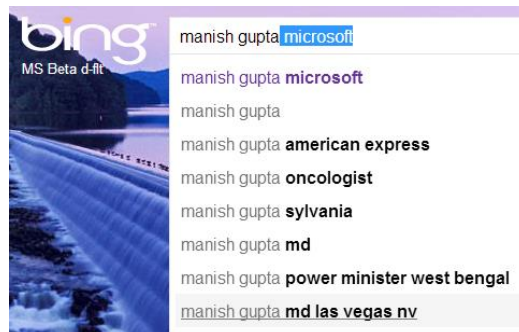 bing
MS Beta d-flt
manish gupta microsoft
manish gupta microsoft
manish gupta
manish gupta american express
manish gupta oncologist
manish gupta sylvania
manish gupta md
manish gupta power minister west bengal
manish gupta md las vegas nv